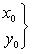 x₀
y₀ }